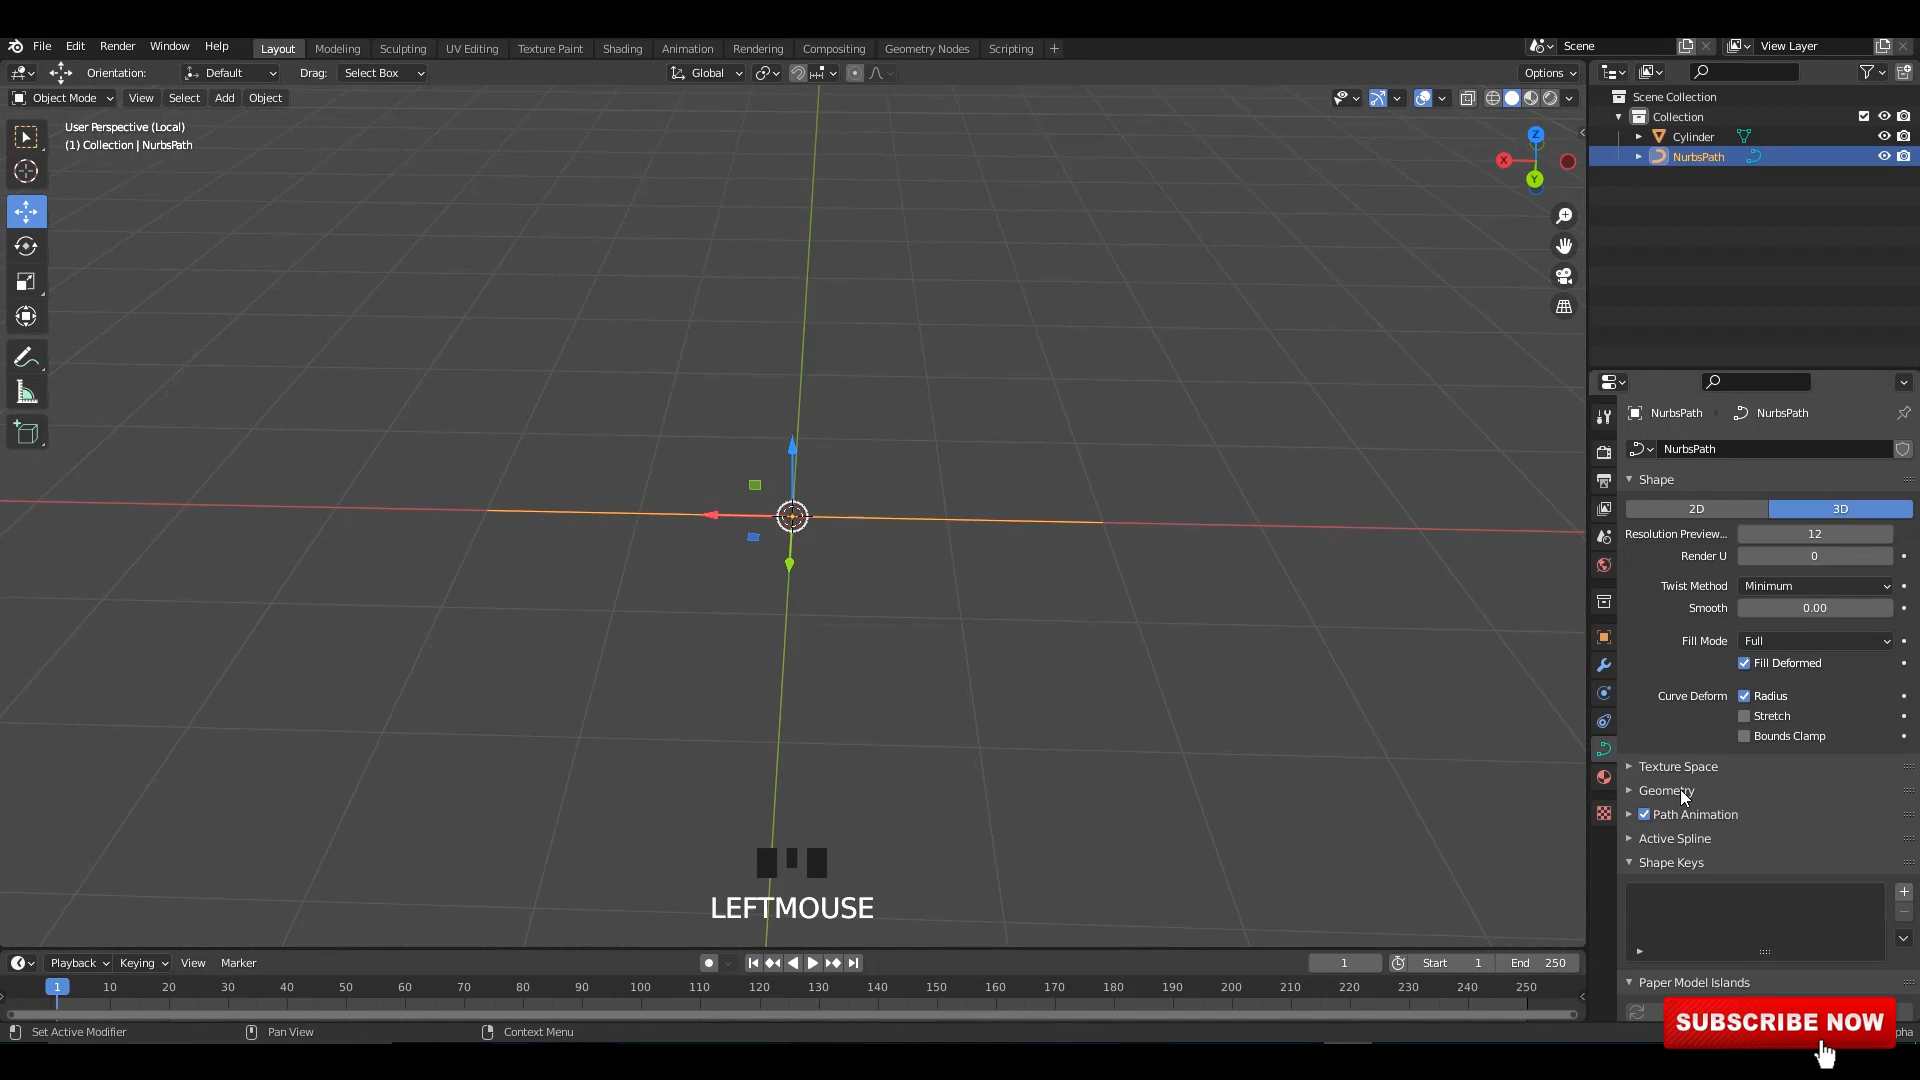 File Edit Render Window Help Layout Modeling Sculpting UV Editing Texture Paint Shading Animation Rendering Compositing Geometry Nodes Scripting + Scene View Layer
Orientation: Default Drag: Select Box Global Options
Object Mode View Select Add Object
User Perspective (Local)
(1) Collection | NurbsPath
Z
X
Y
Scene Collection
Collection
Cylinder
NurbsPath
NurbsPath NurbsPath
NurbsPath
Shape
2D 3D
Resolution Preview... 12
Render U 0
Twist Method Minimum
Smooth 0.00
Fill Mode Full
Fill Deformed
Curve Deform Radius
Stretch
Bounds Clamp
Texture Space
Geometry
Path Animation
Active Spline
Shape Keys
Paper Model Islands
LEFTMOUSE
Playback Keying View Marker 1 Start 1 End 250
1 10 20 30 40 50 60 70 80 90 100 110 120 130 140 150 160 170 180 190 200 210 220 230 240 250
Set Active Modifier Pan View Context Menu
SUBSCRIBE NOW